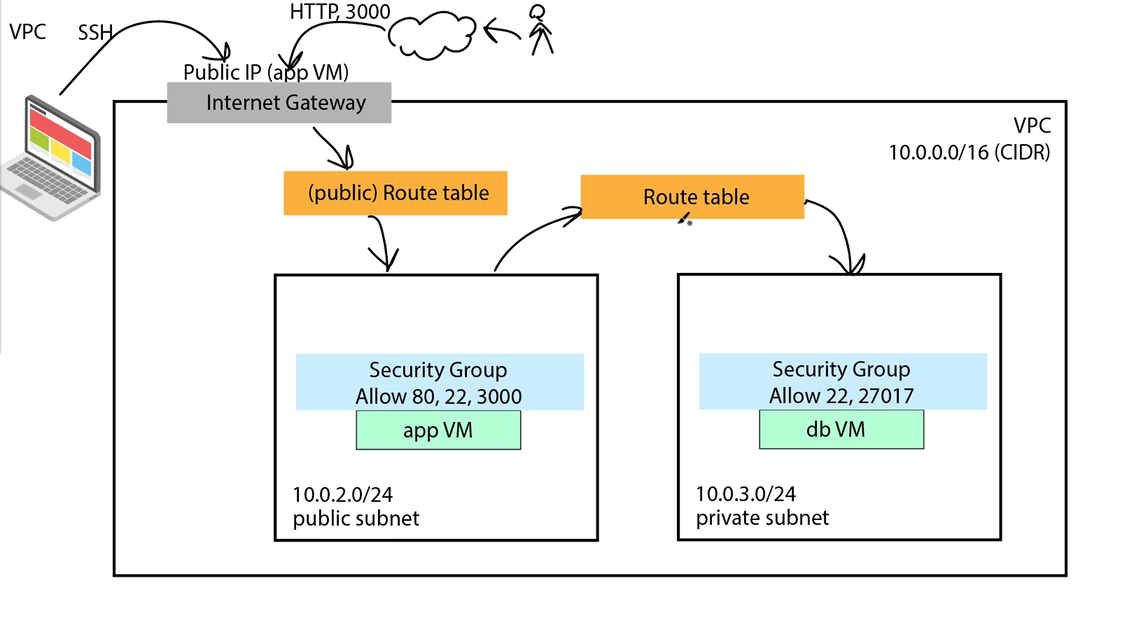 VPC
SSH
HTTP, 3000
Public IP (app VM)
Internet Gateway
VPC
10.0.0.0/16 (CIDR)
(public) Route table
Route table
Security Group
Allow 80, 22, 3000
app VM
10.0.2.0/24
public subnet
Security Group
Allow 22, 27017
db VM
10.0.3.0/24
private subnet